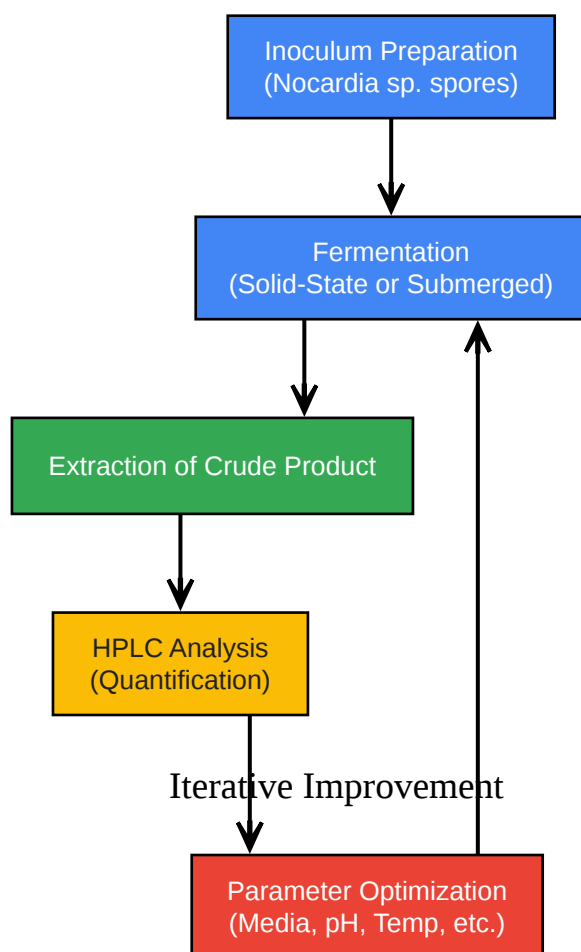 Inoculum Preparation
(Nocardia sp. spores)
Fermentation
(Solid-State or Submerged)
Extraction of Crude Product
HPLC Analysis
(Quantification)
Iterative Improvement
Parameter Optimization
(Media, pH, Temp, etc.)